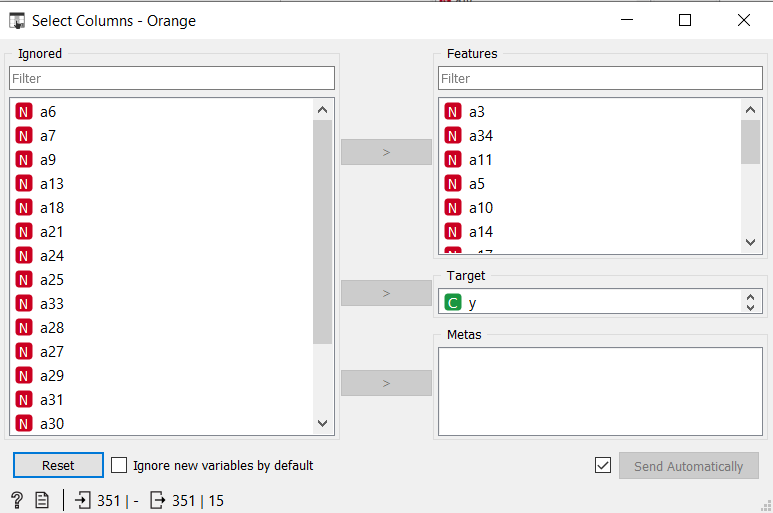 Select Columns - Orange
Ignored
Filter
N a6
N a7
N a9
N a13
N a18
N a21
N a24
N a25
N a33
N a28
N a27
N a29
N a31
N a30
>
>
>
Features
Filter
N a3
N a34
N a11
N a5
N a10
N a14
N a17
Target
C y
Metas
Reset
Ignore new variables by default
Send Automatically
? 351 | - 351 | 15